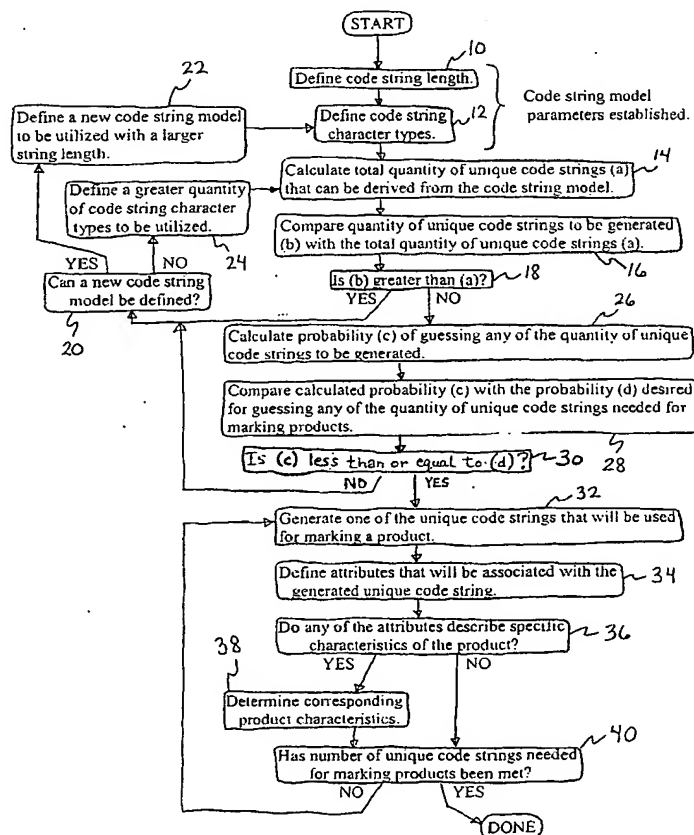 START
10
Define code string length.
22
Define a new code string model
to be utilized with a larger
string length.
Define code string
character types.
12
Code string model
parameters established.
Calculate total quantity of unique code strings (a)
that can be derived from the code string model.
14
Define a greater quantity
of code string character
types to be utilized.
24
Compare quantity of unique code strings to be generated
(b) with the total quantity of unique code strings (a).
16
YES
NO
Can a new code string
model be defined?
20
Is (b) greater than (a)?
18
YES
NO
26
Calculate probability (c) of guessing any of the quantity of unique
code strings to be generated.
Compare calculated probability (c) with the probability (d) desired
for guessing any of the quantity of unique code strings needed for
marking products.
28
Is (c) less than or equal to (d)?
30
NO
YES
32
Generate one of the unique code strings that will be used
for marking a product.
Define attributes that will be associated with the
generated unique code string.
34
Do any of the attributes describe specific
characteristics of the product?
36
38
YES
NO
Determine corresponding
product characteristics.
40
Has number of unique code strings needed
for marking products been met?
NO
YES
DONE